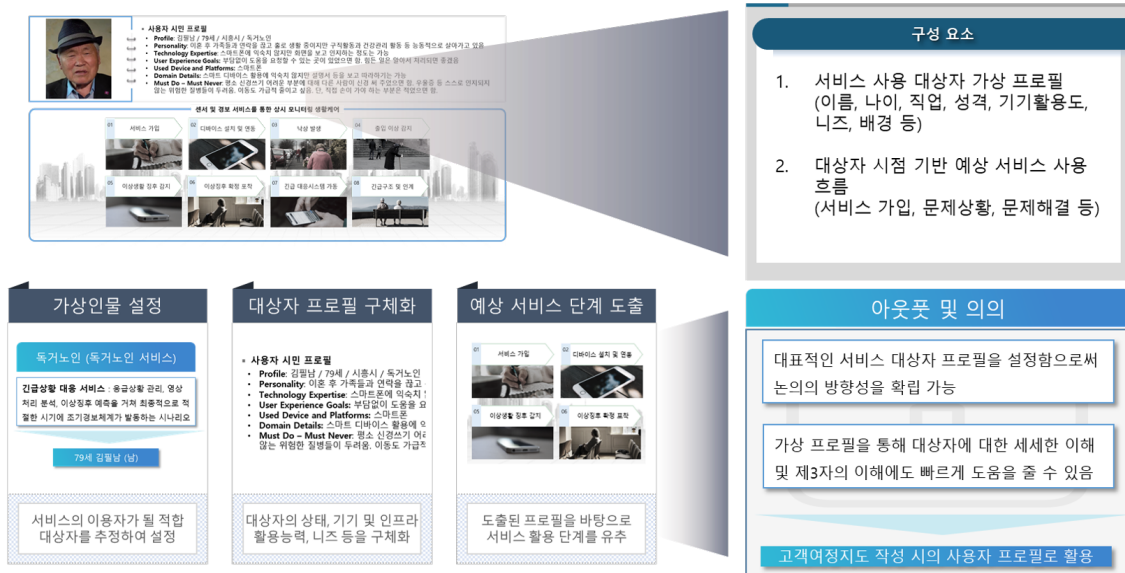 사용자 시민 프로필
Profile: 김필남 / 79세 / 시흥시 / 독거노인
Personality: 이혼 후 가족들과 연락을 끊고 홀로 생활 중이지만 구직활동과 건강관리 활동 등 능동적으로 살아가고 있음
Technology Expertise: 스마트폰에 익숙치 않지만 화면을 보고 인지하는 정도는 가능
User Experience Goals: 부담없이 도움을 요청할 수 있는 곳이 있었으면 함. 힘든 일은 알아서 처리되면 좋겠음
Used Device and Platforms: 스마트폰
Domain Details: 스마트 디바이스 활용에 익숙치 않지만 설명서 등을 보고 따라하기는 가능
Must Do – Must Never: 평소 신경쓰기 어려운 부분에 대해 다른 사람이 신경 써 주었으면 함. 우울증 등 스스로 인지되지
않는 위험한 질병들이 두려움. 이동도 가급적 줄이고 싶음. 단, 직접 손이 가야 하는 부분은 적었으면 함.
센서 및 경보 서비스를 통한 상시 모니터링 생활케어
01 서비스 가입
02 디바이스 설치 및 연동
03 낙상 발생
04 출입 이상 감지
05 이상생활 징후 감지
06 이상징후 확정 포착
07 긴급 대응시스템 가동
08 긴급구조 및 연계
구성 요소
1. 서비스 사용 대상자 가상 프로필
(이름, 나이, 직업, 성격, 기기활용도,
니즈, 배경 등)
2. 대상자 시점 기반 예상 서비스 사용
흐름
(서비스 가입, 문제상황, 문제해결 등)
가상인물 설정
독거노인 (독거노인 서비스)
긴급상황 대응 서비스 : 응급상황 관리, 영상
처리 분석, 이상징후 예측을 거쳐 최종적으로 적
절한 시기에 조기경보체계가 발동하는 시나리오
79세 김필남 (남)
서비스의 이용자가 될 적합
대상자를 추정하여 설정
대상자 프로필 구체화
사용자 시민 프로필
Profile: 김필남 / 79세 / 시흥시 / 독거노인
Personality: 이혼 후 가족들과 연락을 끊고
Technology Expertise: 스마트폰에 익숙치
User Experience Goals: 부담없이 도움을 요
Used Device and Platforms: 스마트폰
Domain Details: 스마트 디바이스 활용에 익
Must Do – Must Never: 평소 신경쓰기 어려
않는 위험한 질병들이 두려움. 이동도 가급적
대상자의 상태, 기기 및 인프라
활용능력, 니즈 등을 구체화
예상 서비스 단계 도출
01 서비스 가입
02 디바이스 설치 및 연동
05 이상생활 징후 감지
06 이상징후 확정 포착
도출된 프로필을 바탕으로
서비스 활용 단계를 유추
아웃풋 및 의의
대표적인 서비스 대상자 프로필을 설정함으로써
논의의 방향성을 확립 가능
가상 프로필을 통해 대상자에 대한 세세한 이해
및 제3자의 이해에도 빠르게 도움을 줄 수 있음
고객여정지도 작성 시의 사용자 프로필로 활용